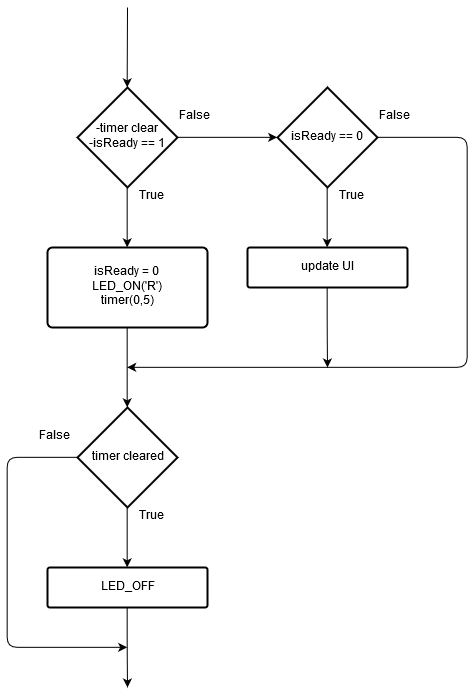 -timer clear
-isReady == 1
False
isReady == 0
False
True
True
isReady = 0
LED_ON('R')
timer(0,5)
update UI
False
timer cleared
True
LED_OFF